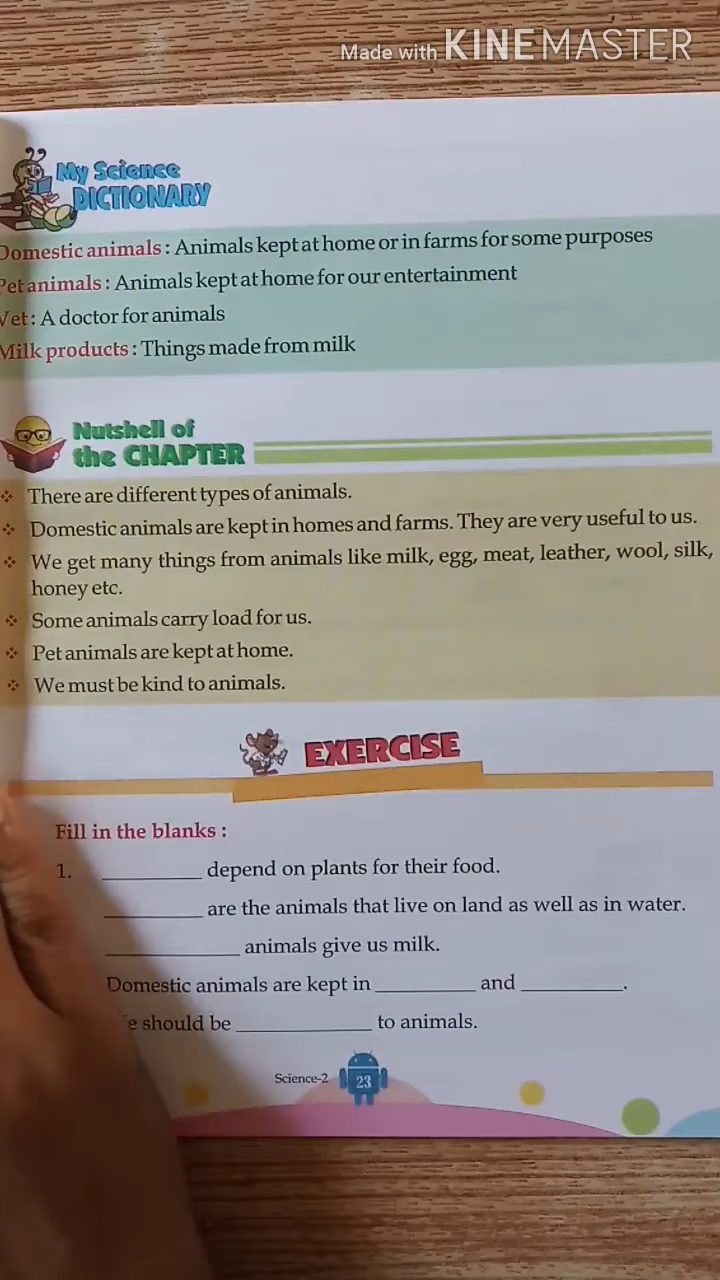 Made with KINEMASTER
My Science
DICTIONARY
Domestic animals : Animals kept at home or in farms for some purposes
Pet animals : Animals kept at home for our entertainment
Vet : A doctor for animals
Milk products : Things made from milk
Nutshell of
the CHAPTER
There are different types of animals.
Domestic animals are kept in homes and farms. They are very useful to us.
We get many things from animals like milk, egg, meat, leather, wool, silk,
honey etc.
Some animals carry load for us.
Pet animals are kept at home.
We must be kind to animals.
EXERCISE
Fill in the blanks :
1. __________ depend on plants for their food.
__________ are the animals that live on land as well as in water.
_____________ animals give us milk.
Domestic animals are kept in __________ and __________.
e should be _____________ to animals.
Science-2 23